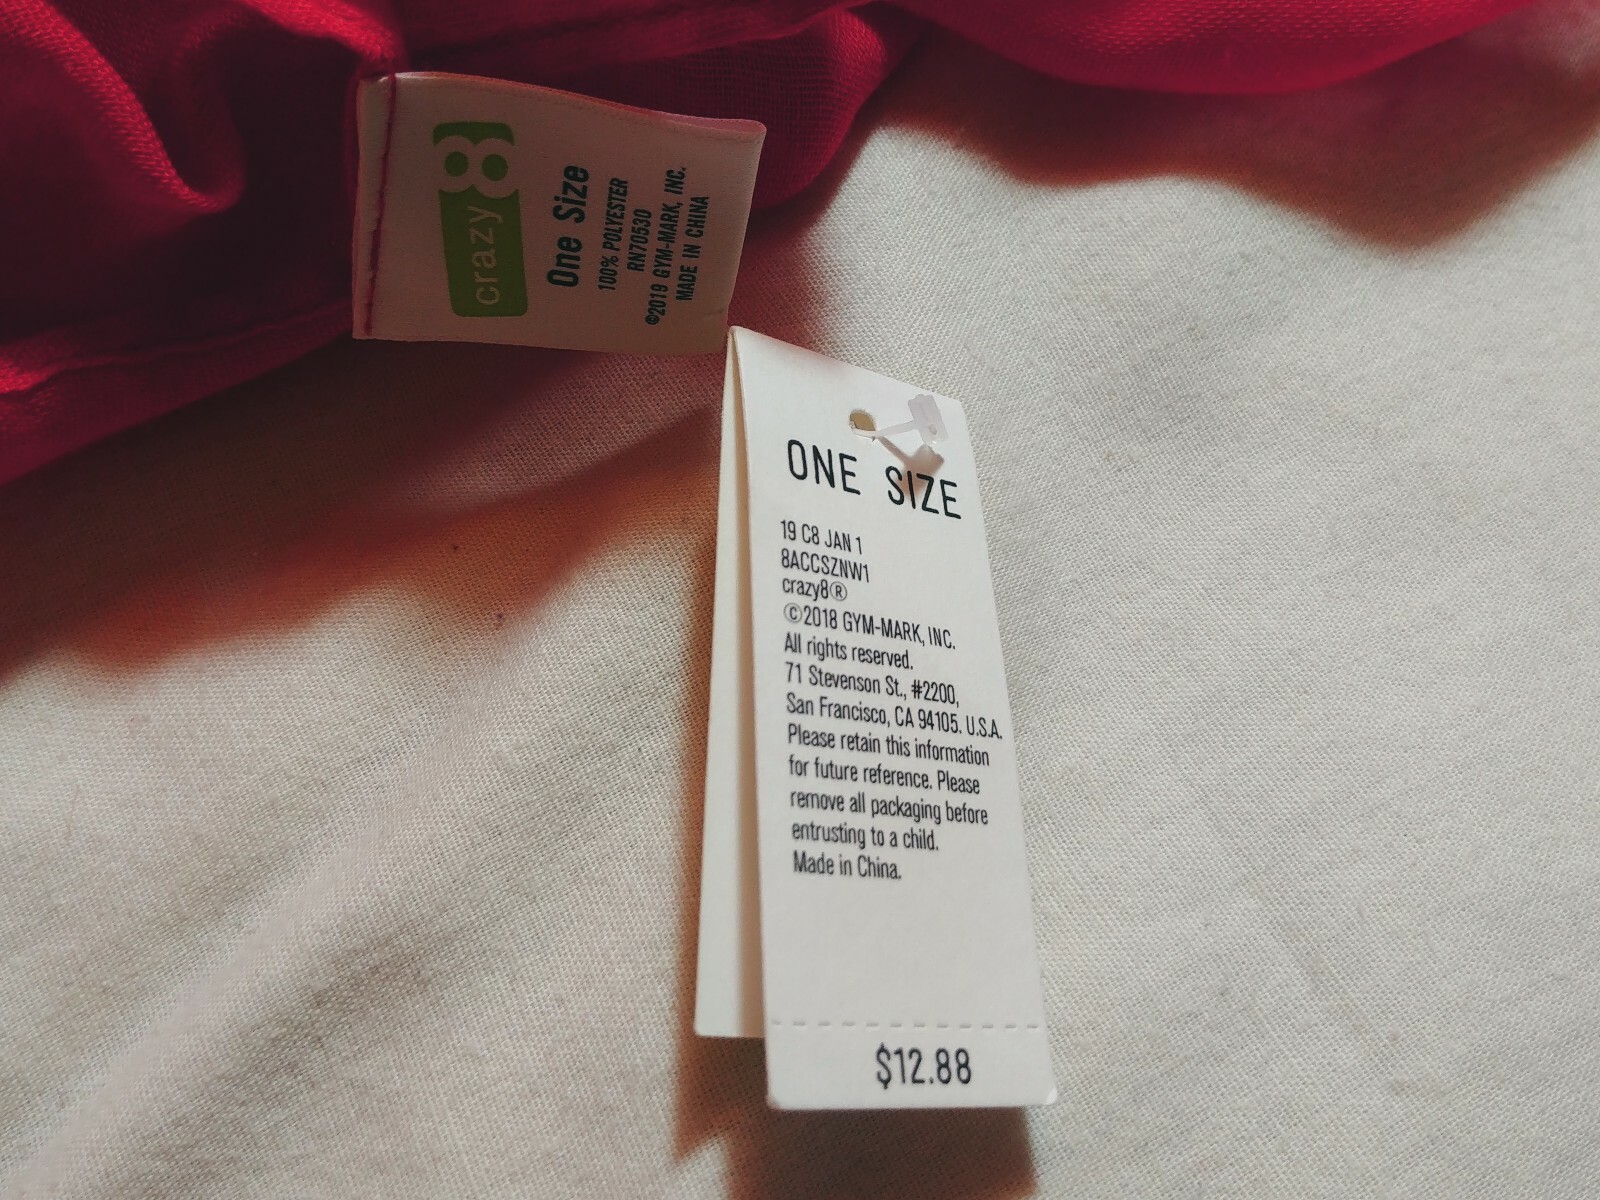 crazy8
One Size
100% POLYESTER
RN70530
©2019 GYM-MARK, INC.
MADE IN CHINA
ONE SIZE
19 C8 JAN 1
8ACCSZNW1
crazy8®
©2018 GYM-MARK, INC.
All rights reserved.
71 Stevenson St., #2200,
San Francisco, CA 94105. U.S.A.
Please retain this information
for future reference. Please
remove all packaging before
entrusting to a child.
Made in China.
$12.88